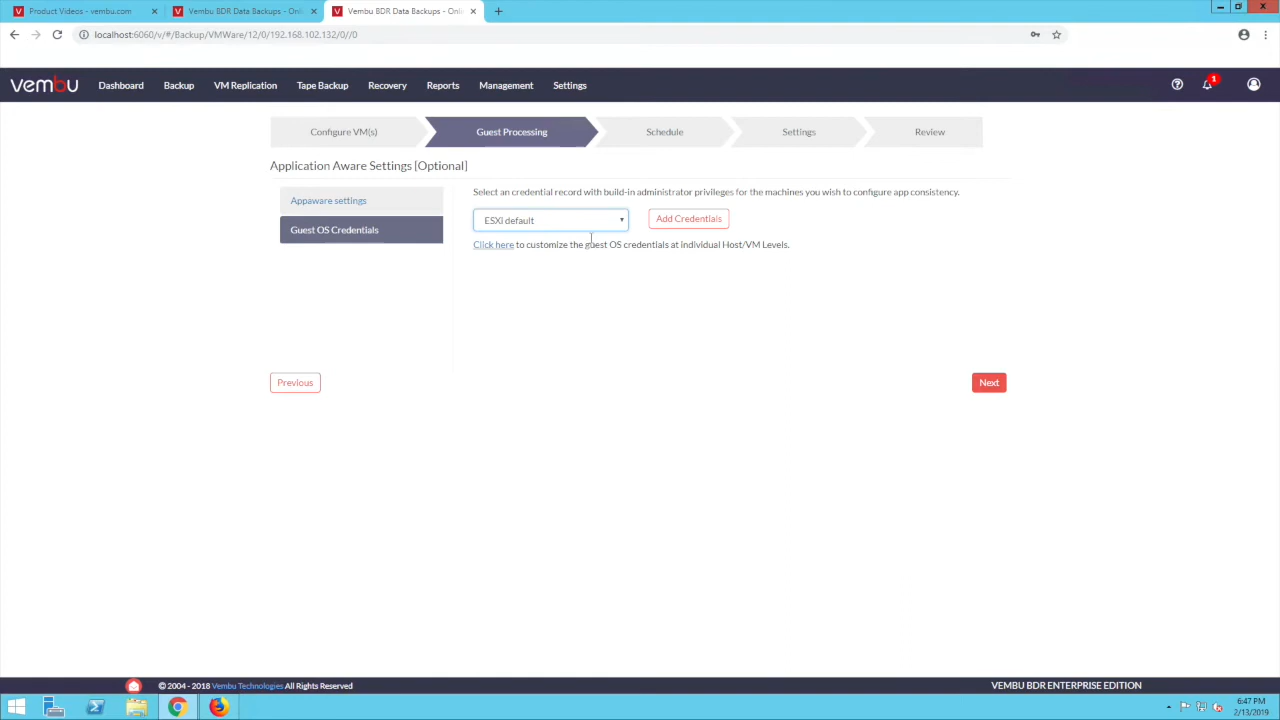 Product Videos - vembu.com
Vembu BDR Data Backups - Onli
Vembu BDR Data Backups - Onli
localhost:6060/v/#/Backup/VMWare/12/0/192.168.102.132/0//0
vembu
Dashboard
Backup
VM Replication
Tape Backup
Recovery
Reports
Management
Settings
1
Configure VM(s)
Guest Processing
Schedule
Settings
Review
Application Aware Settings [Optional]
Appaware settings
Guest OS Credentials
Select an credential record with build-in administrator privileges for the machines you wish to configure app consistency.
ESXi default
Add Credentials
Click here to customize the guest OS credentials at individual Host/VM Levels.
Previous
Next
© 2004 - 2018 Vembu Technologies All Rights Reserved
VEMBU BDR ENTERPRISE EDITION
6:47 PM
2/13/2019